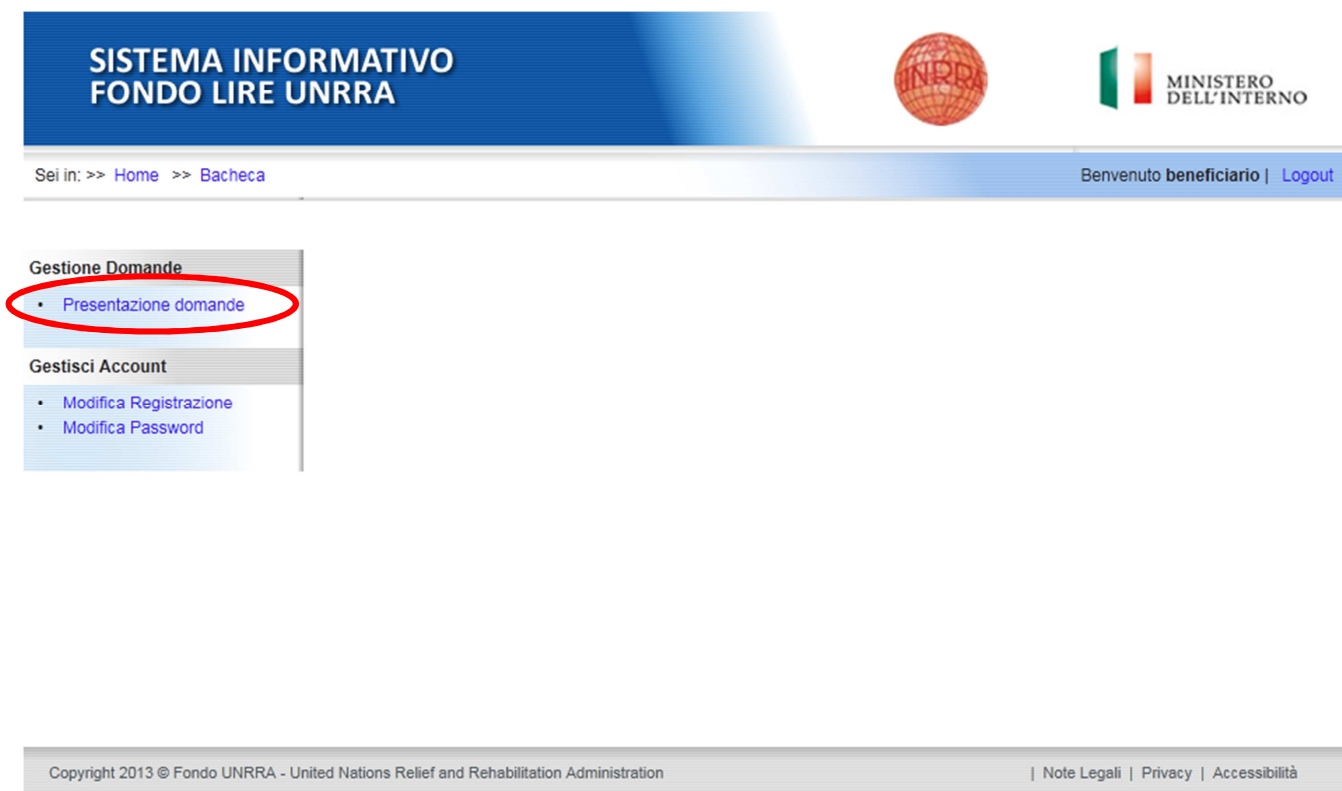 SISTEMA INFORMATIVO
FONDO LIRE UNRRA
UNRRA
MINISTERO
DELL'INTERNO
Sei in: >> Home >> Bacheca
Benvenuto beneficiario | Logout
Gestione Domande
• Presentazione domande
Gestisci Account
• Modifica Registrazione
• Modifica Password
Copyright 2013 © Fondo UNRRA - United Nations Relief and Rehabilitation Administration
| Note Legali | Privacy | Accessibilità